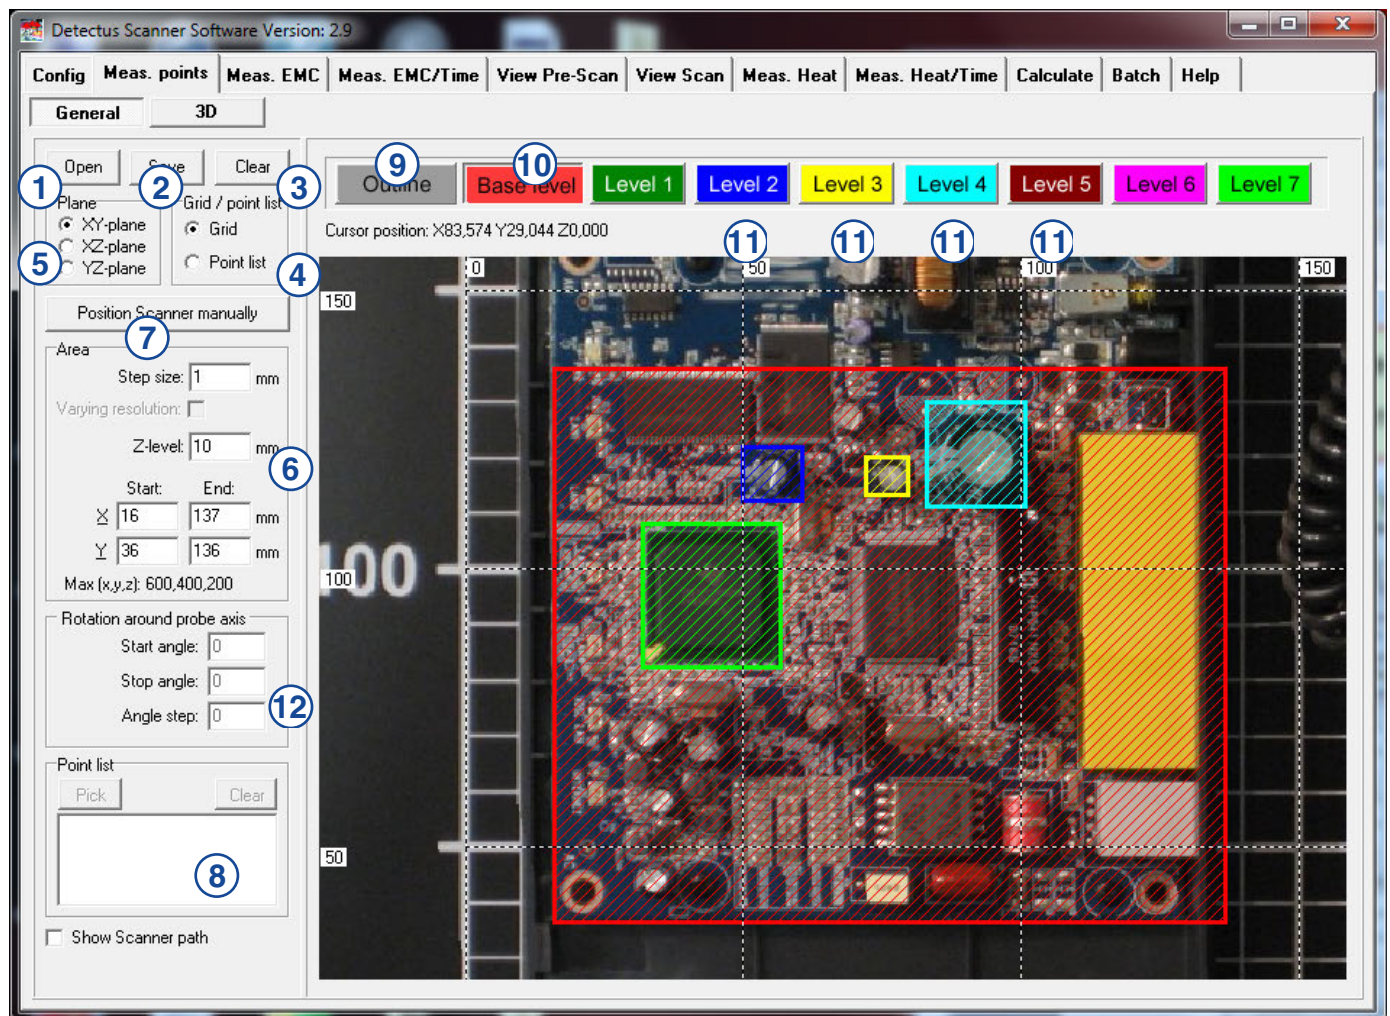 Detectus Scanner Software Version: 2.9
Config Meas. points Meas. EMC Meas. EMC/Time View Pre-Scan View Scan Meas. Heat Meas. Heat/Time Calculate Batch Help
General 3D
Open Save Clear
1 2 3
Plane
XY-plane
XZ-plane
YZ-plane
5
Grid / point list
Grid
Point list
4
Position Scanner manually
7
Area
Step size: 1 mm
Varying resolution:
Z-level: 10 mm
6
Start: End:
X 16 137 mm
Y 36 136 mm
Max (x,y,z): 600,400,200
Rotation around probe axis
Start angle: 0
Stop angle: 0
Angle step: 0
12
Point list
Pick Clear
8
Show Scanner path
9 10
Outline Base level Level 1 Level 2 Level 3 Level 4 Level 5 Level 6 Level 7
Cursor position: X83,574 Y29,044 Z0,000
11 11 11 11
0 50 100 150
150
100
00
50